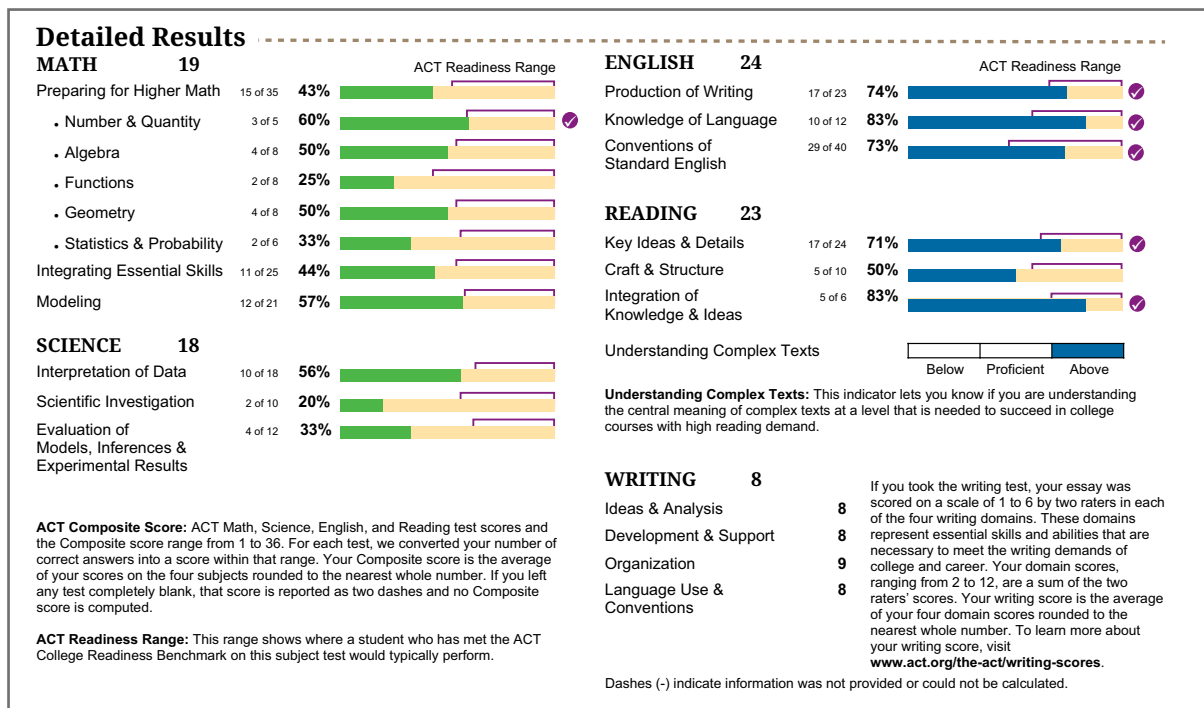 Detailed Results
MATH 19
ACT Readiness Range
Preparing for Higher Math 15 of 35 43%
• Number & Quantity 3 of 5 60%
• Algebra 4 of 8 50%
• Functions 2 of 8 25%
• Geometry 4 of 8 50%
• Statistics & Probability 2 of 6 33%
Integrating Essential Skills 11 of 25 44%
Modeling 12 of 21 57%
SCIENCE 18
Interpretation of Data 10 of 18 56%
Scientific Investigation 2 of 10 20%
Evaluation of 4 of 12 33%
Models, Inferences &
Experimental Results
ACT Composite Score: ACT Math, Science, English, and Reading test scores and
the Composite score range from 1 to 36. For each test, we converted your number of
correct answers into a score within that range. Your Composite score is the average
of your scores on the four subjects rounded to the nearest whole number. If you left
any test completely blank, that score is reported as two dashes and no Composite
score is computed.
ACT Readiness Range: This range shows where a student who has met the ACT
College Readiness Benchmark on this subject test would typically perform.
ENGLISH 24
ACT Readiness Range
Production of Writing 17 of 23 74%
Knowledge of Language 10 of 12 83%
Conventions of 29 of 40 73%
Standard English
READING 23
Key Ideas & Details 17 of 24 71%
Craft & Structure 5 of 10 50%
Integration of 5 of 6 83%
Knowledge & Ideas
Understanding Complex Texts
Below Proficient Above
Understanding Complex Texts: This indicator lets you know if you are understanding
the central meaning of complex texts at a level that is needed to succeed in college
courses with high reading demand.
WRITING 8
Ideas & Analysis 8
Development & Support 8
Organization 9
Language Use & 8
Conventions
If you took the writing test, your essay was
scored on a scale of 1 to 6 by two raters in each
of the four writing domains. These domains
represent essential skills and abilities that are
necessary to meet the writing demands of
college and career. Your domain scores,
ranging from 2 to 12, are a sum of the two
raters' scores. Your writing score is the average
of your four domain scores rounded to the
nearest whole number. To learn more about
your writing score, visit
www.act.org/the-act/writing-scores.
Dashes (-) indicate information was not provided or could not be calculated.